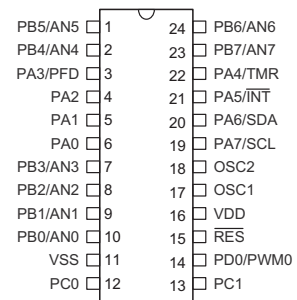 PB5/AN5 1 24 PB6/AN6
PB4/AN4 2 23 PB7/AN7
PA3/PFD 3 22 PA4/TMR
PA2 4 21 PA5/INT
PA1 5 20 PA6/SDA
PA0 6 19 PA7/SCL
PB3/AN3 7 18 OSC2
PB2/AN2 8 17 OSC1
PB1/AN1 9 16 VDD
PB0/AN0 10 15 RES
VSS 11 14 PD0/PWM0
PC0 12 13 PC1